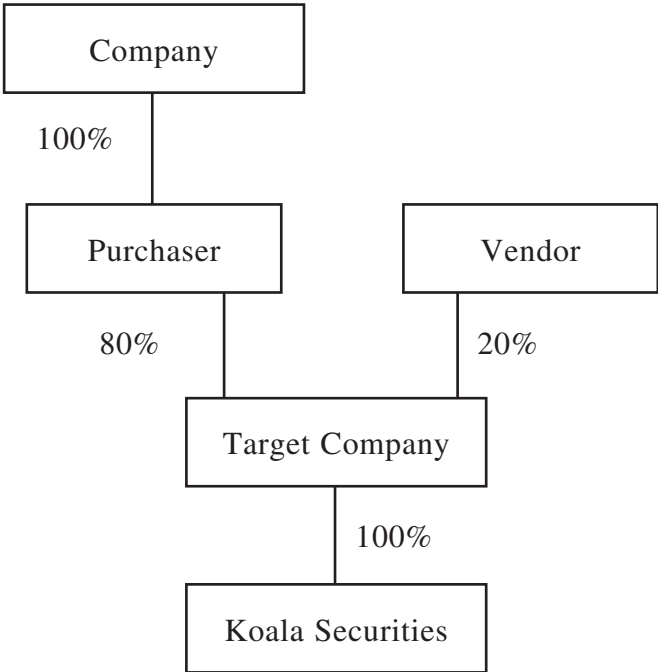 Company
100%
Purchaser
Vendor
80%
20%
Target Company
100%
Koala Securities